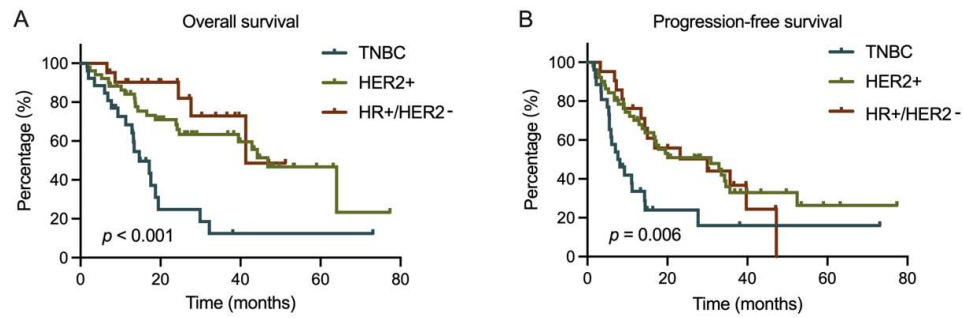 A
Overall survival
Percentage (%)
100
80
60
40
20
0
0 20 40 60 80
Time (months)
TNBC
HER2+
HR+/HER2-
p < 0.001
B
Progression-free survival
Percentage (%)
100
80
60
40
20
0
0 20 40 60 80
Time (months)
TNBC
HER2+
HR+/HER2-
p = 0.006